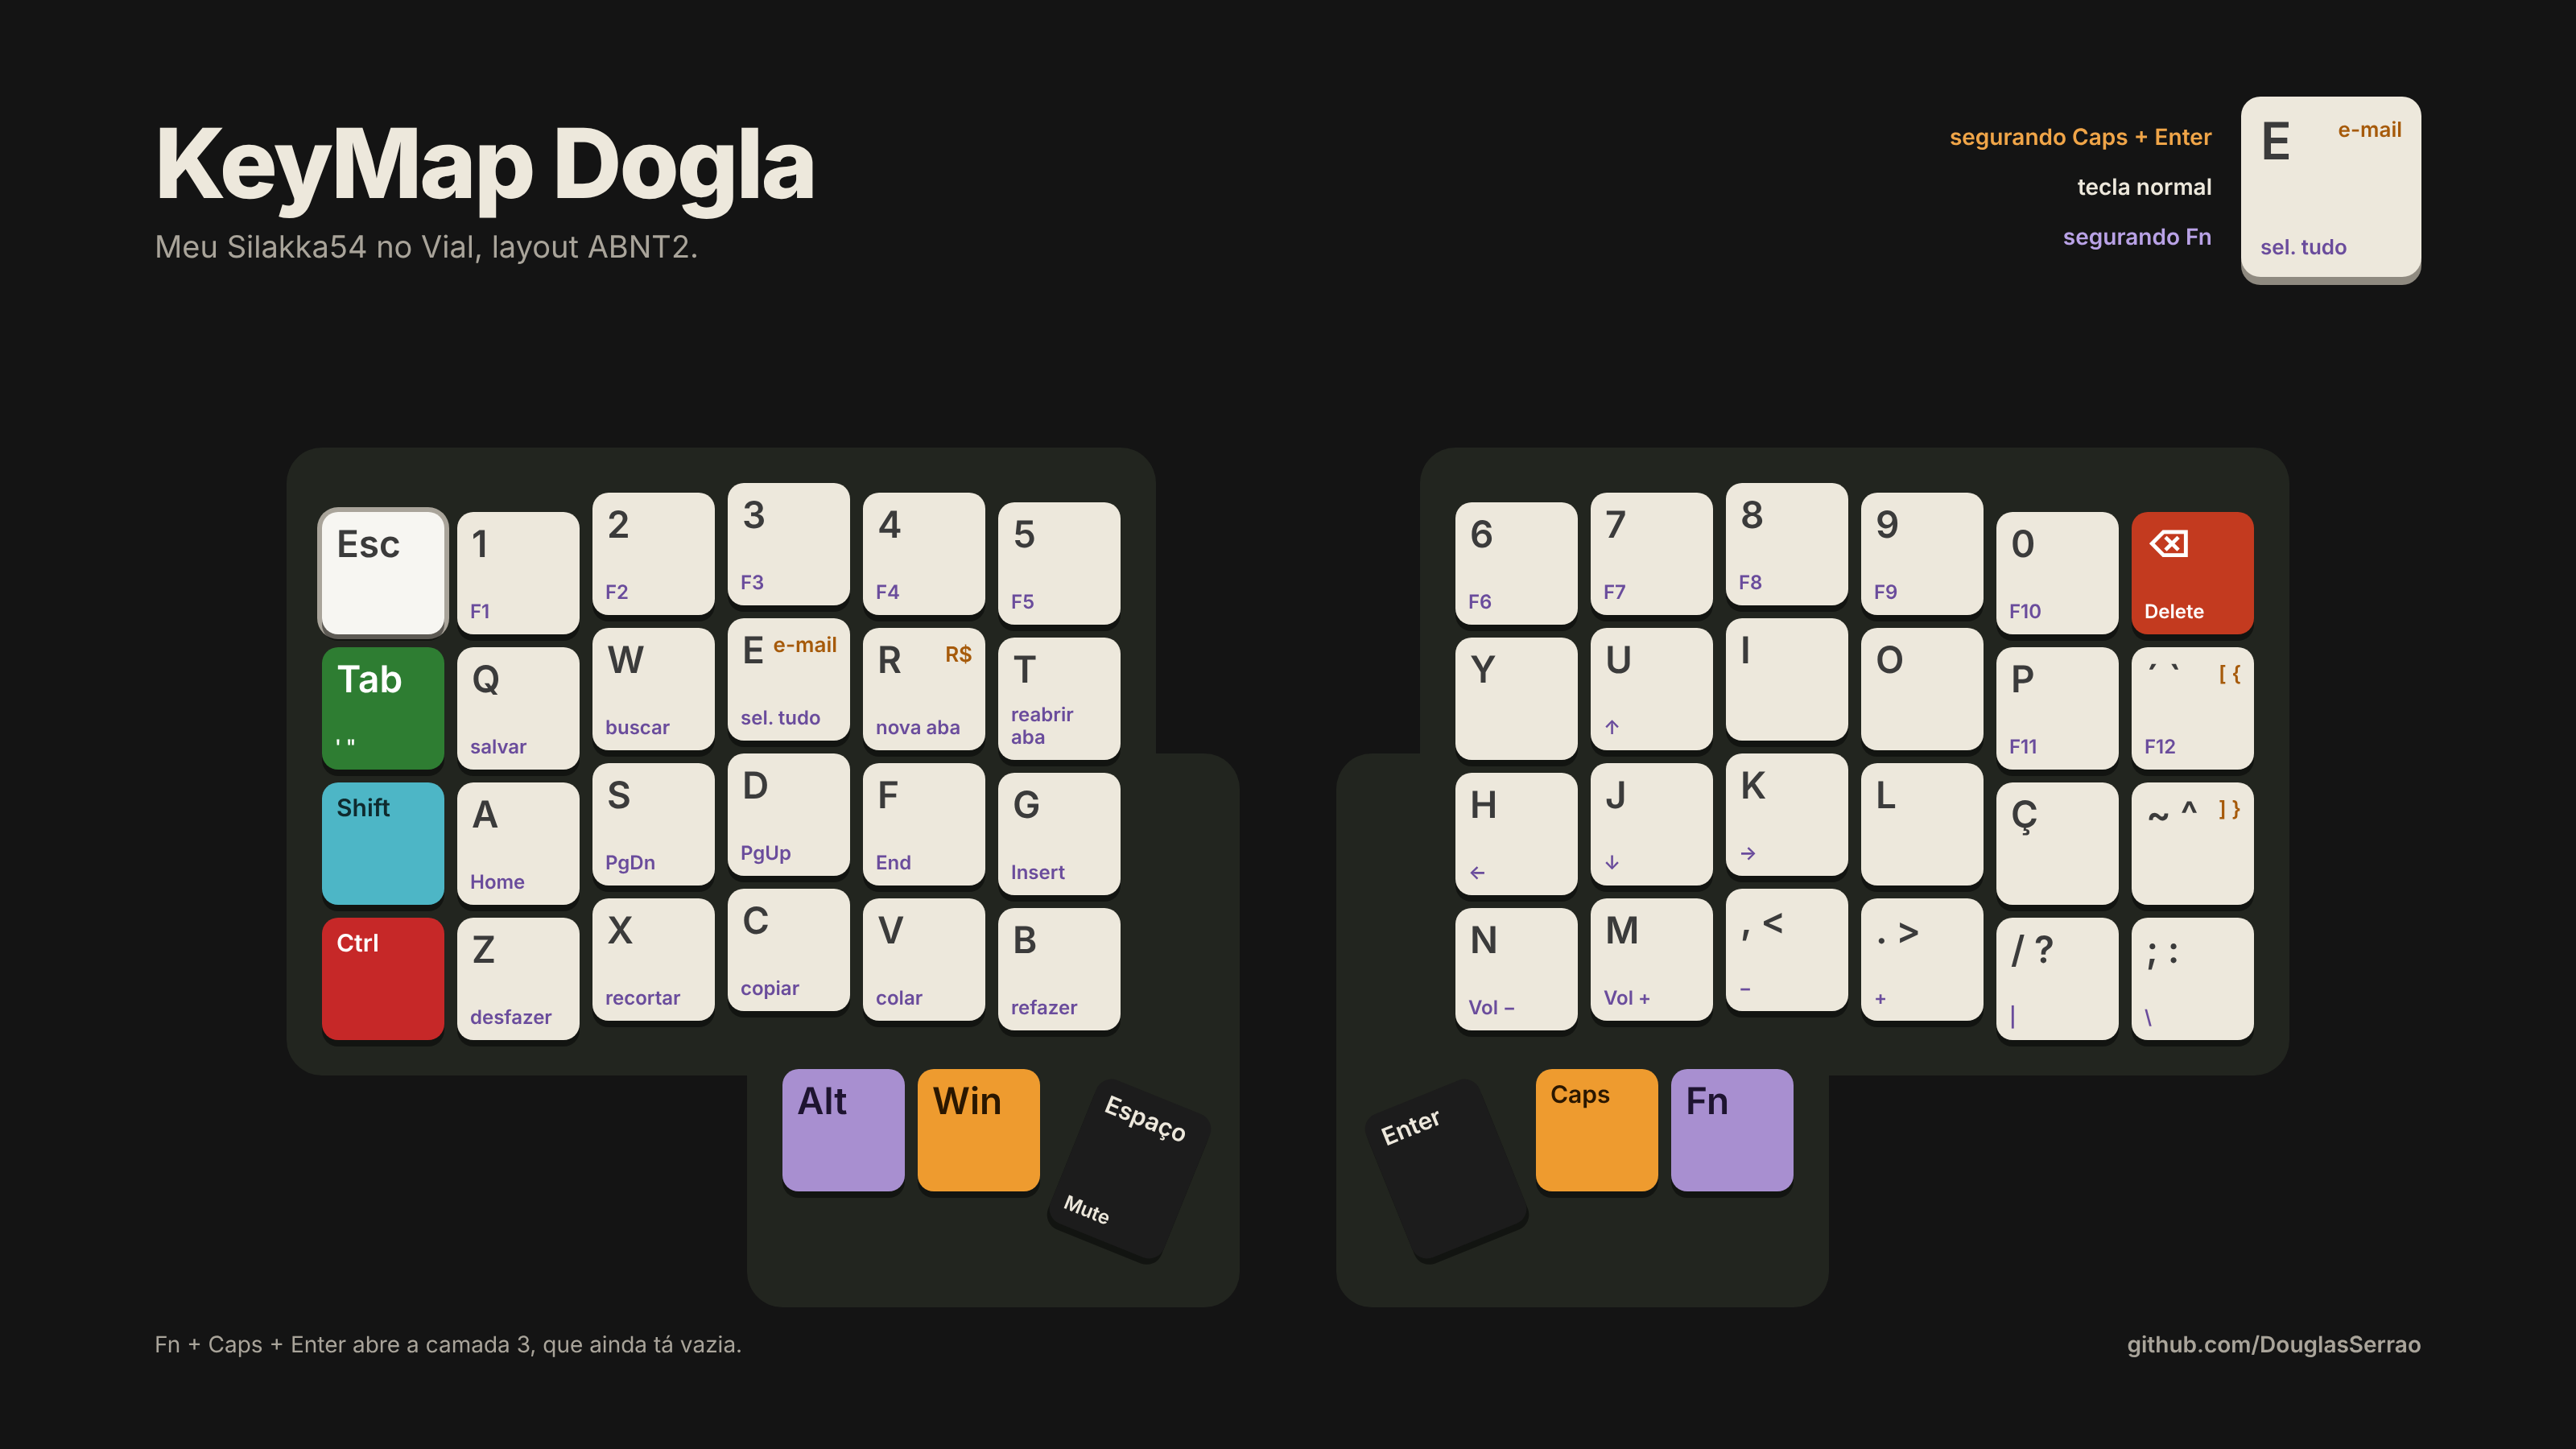 KeyMap Dogla
Meu Silakka54 no Vial, layout ABNT2.
segurando Caps + Enter
tecla normal
segurando Fn
E e-mail
sel. tudo
Esc
1
F1
2
F2
3
F3
4
F4
5
F5
6
F6
7
F7
8
F8
9
F9
0
F10
Delete
Tab
' "
Q
salvar
W
buscar
E e-mail
sel. tudo
R R$
nova aba
T
reabrir
aba
Y
U
↑
I
O
P
F11
´ ` [ {
F12
Shift
A
Home
S
PgDn
D
PgUp
F
End
G
Insert
H
←
J
↓
K
→
L
Ç
~ ^ ] }
Ctrl
Z
desfazer
X
recortar
C
copiar
V
colar
B
refazer
N
Vol −
M
Vol +
, <
−
. >
+
/ ?
|
; :
\
Alt
Win
Espaço
Mute
Enter
Caps
Fn
Fn + Caps + Enter abre a camada 3, que ainda tá vazia.
github.com/DouglasSerrao